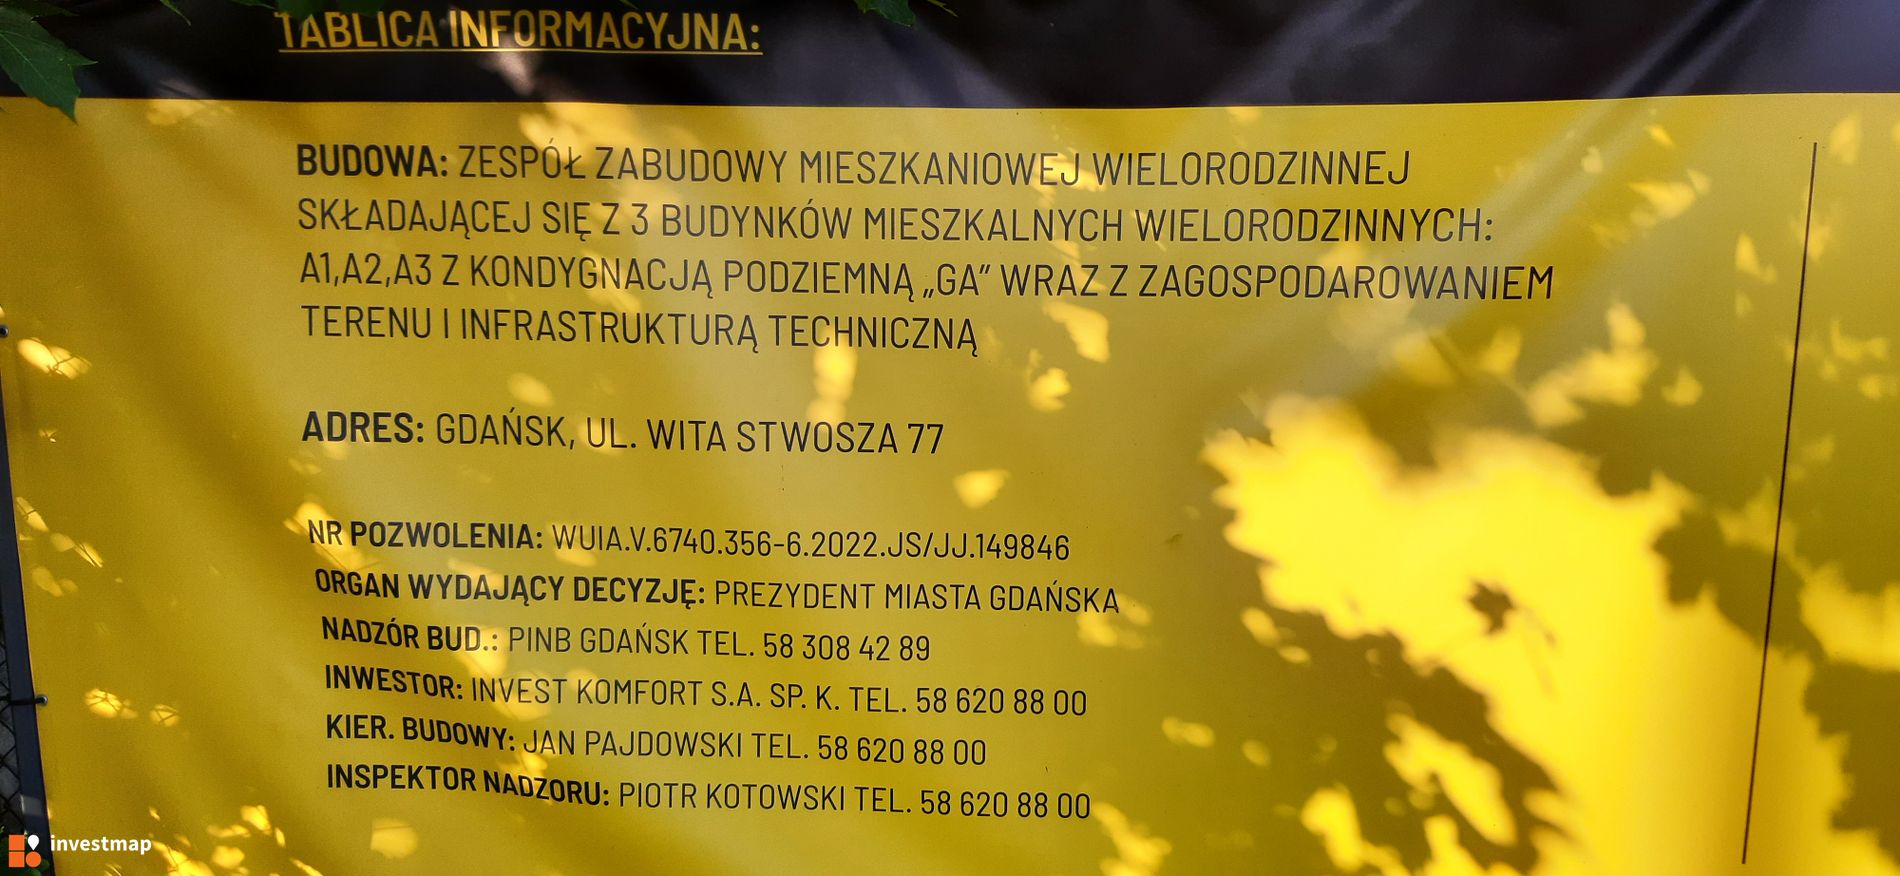 TABLICA INFORMACYJNA:
BUDOWA: ZESPÓŁ ZABUDOWY MIESZKANIOWEJ WIELORODZINNEJ
SKŁADAJĄCEJ SIĘ Z 3 BUDYNKÓW MIESZKALNYCH WIELORODZINNYCH:
A1,A2,A3 Z KONDYGNACJĄ PODZIEMNĄ „GA” WRAZ Z ZAGOSPODAROWANIEM
TERENU I INFRASTRUKTURĄ TECHNICZNĄ
ADRES: GDAŃSK, UL. WITA STWOSZA 77
NR POZWOLENIA: WUIA.V.6740.356-6.2022.JS/JJ.149846
ORGAN WYDAJĄCY DECYZJĘ: PREZYDENT MIASTA GDAŃSKA
NADZÓR BUD.: PINB GDAŃSK TEL. 58 308 42 89
INWESTOR: INVEST KOMFORT S.A. SP. K. TEL. 58 620 88 00
KIER. BUDOWY: JAN PAJDOWSKI TEL. 58 620 88 00
INSPEKTOR NADZORU: PIOTR KOTOWSKI TEL. 58 620 88 00
investmap